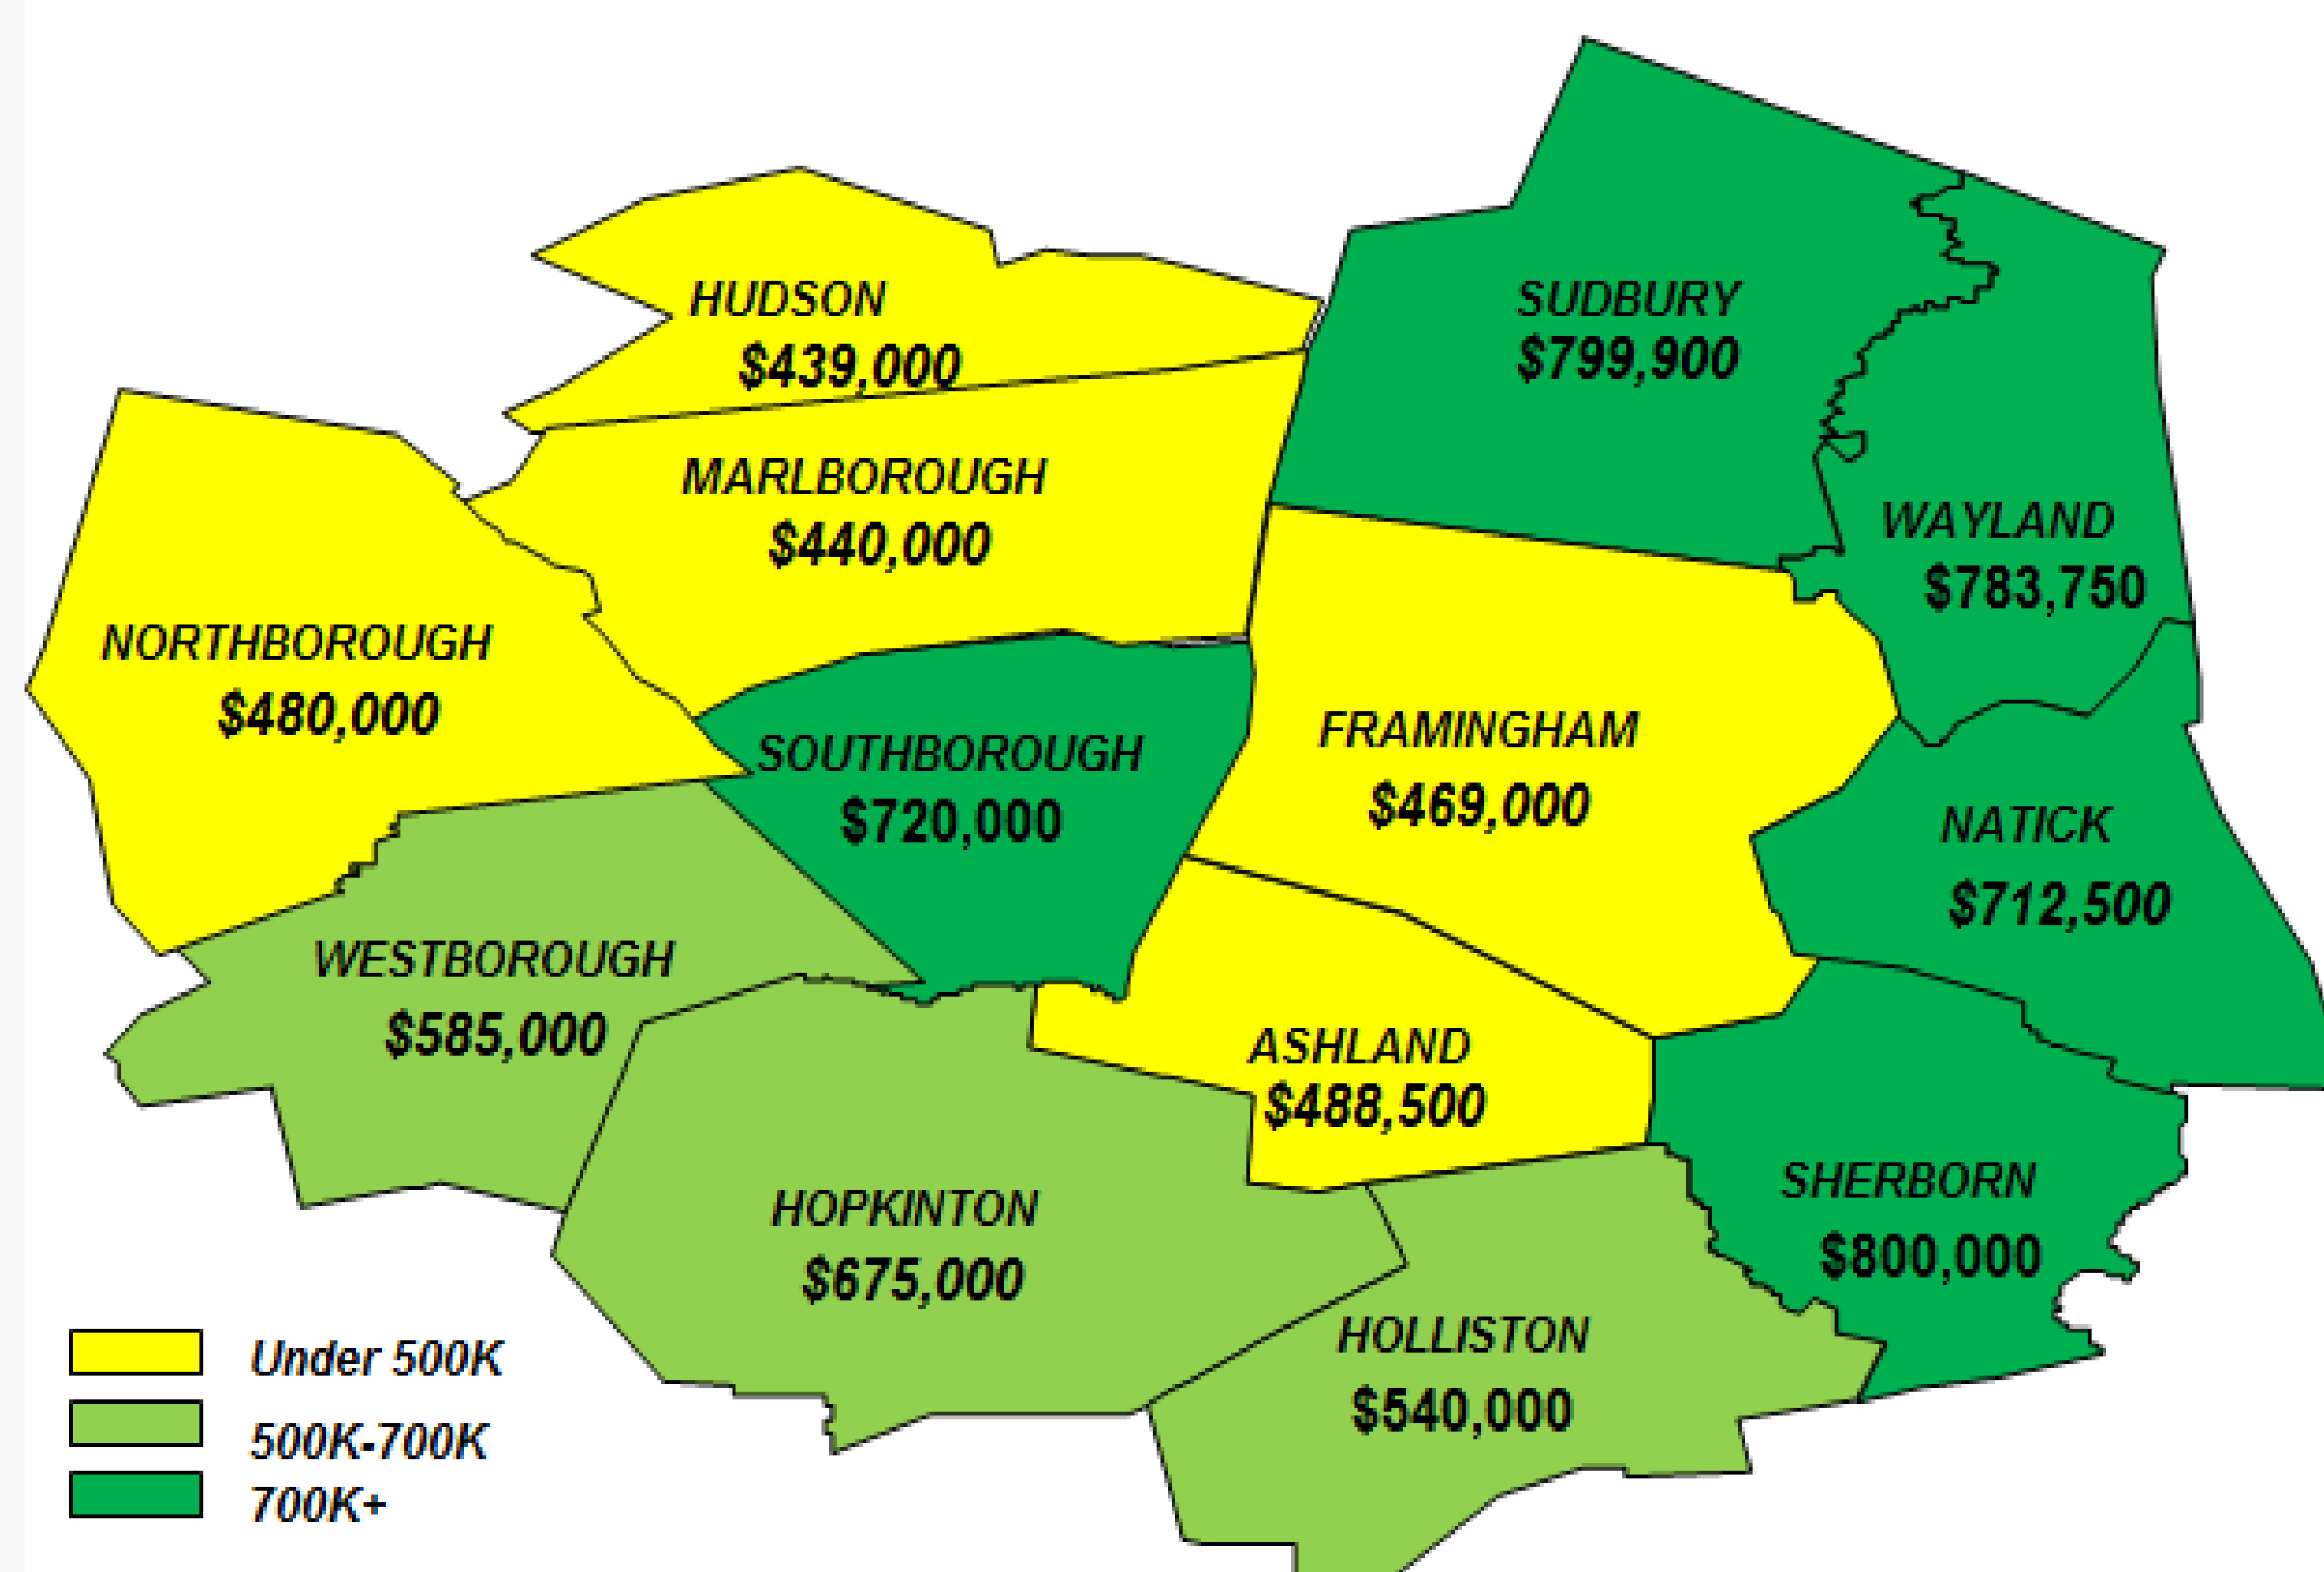 HUDSON
$439,000
SUDBURY
$799,900
MARLBOROUGH
$440,000
WAYLAND
$783,750
NORTHBOROUGH
$480,000
SOUTHBOROUGH
$720,000
FRAMINGHAM
$469,000
NATICK
$712,500
WESTBOROUGH
$585,000
ASHLAND
$488,500
HOPKINTON
$675,000
SHERBORN
$800,000
HOLLISTON
$540,000
Under 500K
500K-700K
700K+